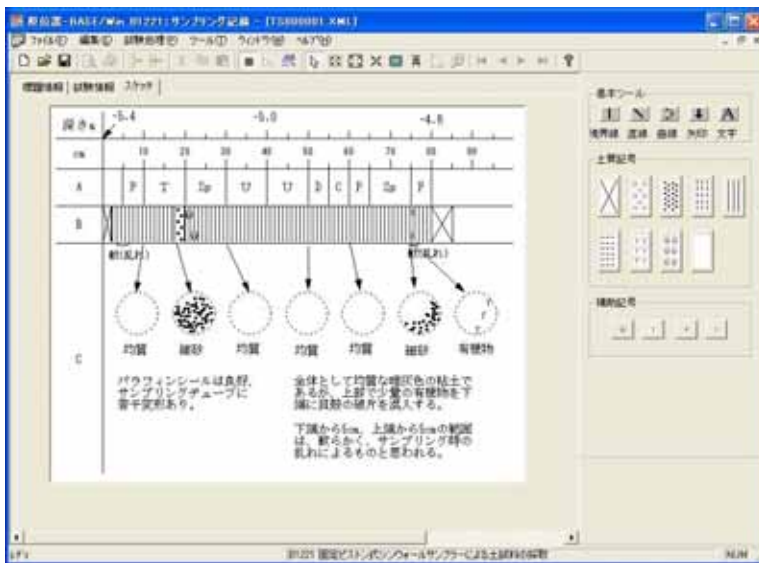 原位置-BASE/Win B1221:サンプリング記録 - [TS000001.XML]
ファイル(F) 編集(E) 試験処理(P) ツール(T) ウィンドウ(W) ヘルプ(H)
標題情報 試験情報 スケッチ
深さm -5.4 -5.0 -4.8
cm 10 20 30 40 50 60 70 80 90
A P T Sp U U D C P Sp P
B
軟(乱れ) 軟(乱れ)
均質 細砂 均質 均質 均質 細砂 有機物
C
パラフィンシールは良好,
サンプリングチューブに
若干変形あり。
全体として均質な暗灰色の粘土で
あるが、上部で少量の有機物を下
端に貝殻の破片を混入する。
下端から5cm、上端から5cmの範囲
は、軟らかく、サンプリング時の
乱れによるものと思われる。
基本ツール
境界線 直線 曲線 矢印 文字
土質記号
補助記号
レディ
B1221 固定ピストン式シンウォールサンプラーによる土試料の採取
NUM